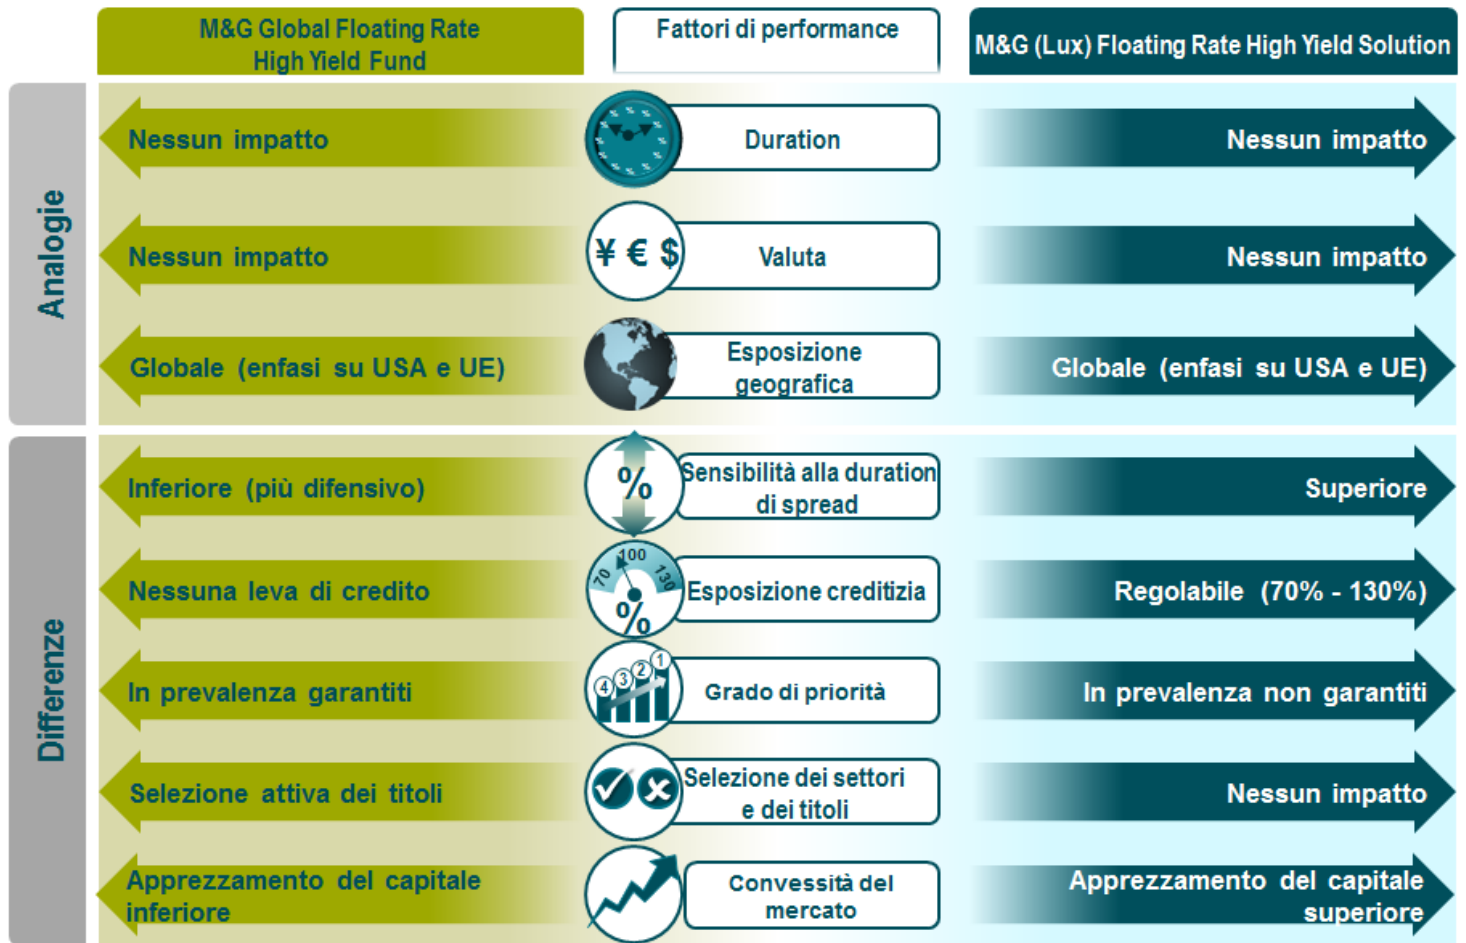 M&G Global Floating Rate
High Yield Fund
Fattori di performance
M&G (Lux) Floating Rate High Yield Solution
Analogie
Nessun impatto
% % % % % % % % % % %
Duration
Nessun impatto
Nessun impatto
¥ € $
Valuta
Nessun impatto
Globale (enfasi su USA e UE)
Esposizione
geografica
Globale (enfasi su USA e UE)
Differenze
Inferiore (più difensivo)
%
Sensibilità alla duration
di spread
Superiore
Nessuna leva di credito
70 100 130
%
Esposizione creditizia
Regolabile (70% - 130%)
In prevalenza garantiti
4 3 2 1
Grado di priorità
In prevalenza non garantiti
Selezione attiva dei titoli
Selezione dei settori
e dei titoli
Nessun impatto
Apprezzamento del capitale
inferiore
Convessità del
mercato
Apprezzamento del capitale
superiore